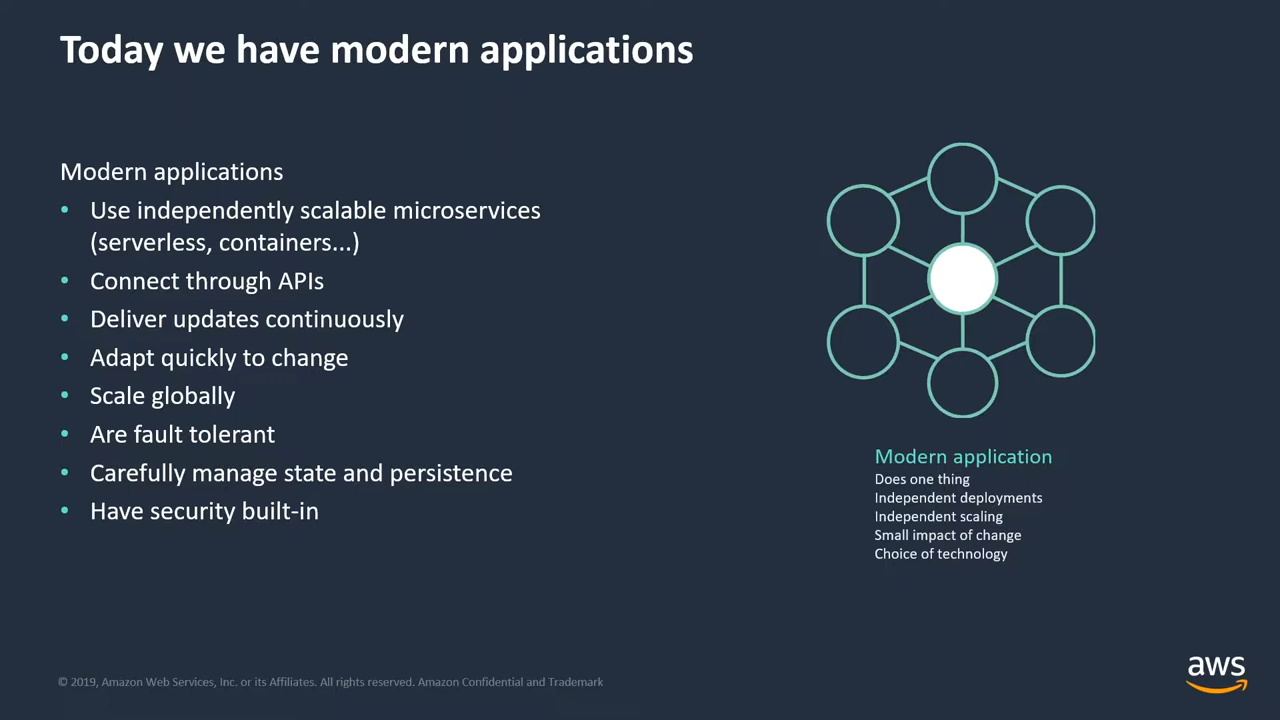 Today we have modern applications
Modern applications
• Use independently scalable microservices
(serverless, containers...)
• Connect through APIs
• Deliver updates continuously
• Adapt quickly to change
• Scale globally
• Are fault tolerant
• Carefully manage state and persistence
• Have security built-in
Modern application
Does one thing
Independent deployments
Independent scaling
Small impact of change
Choice of technology
© 2019, Amazon Web Services, Inc. or its Affiliates. All rights reserved. Amazon Confidential and Trademark
aws